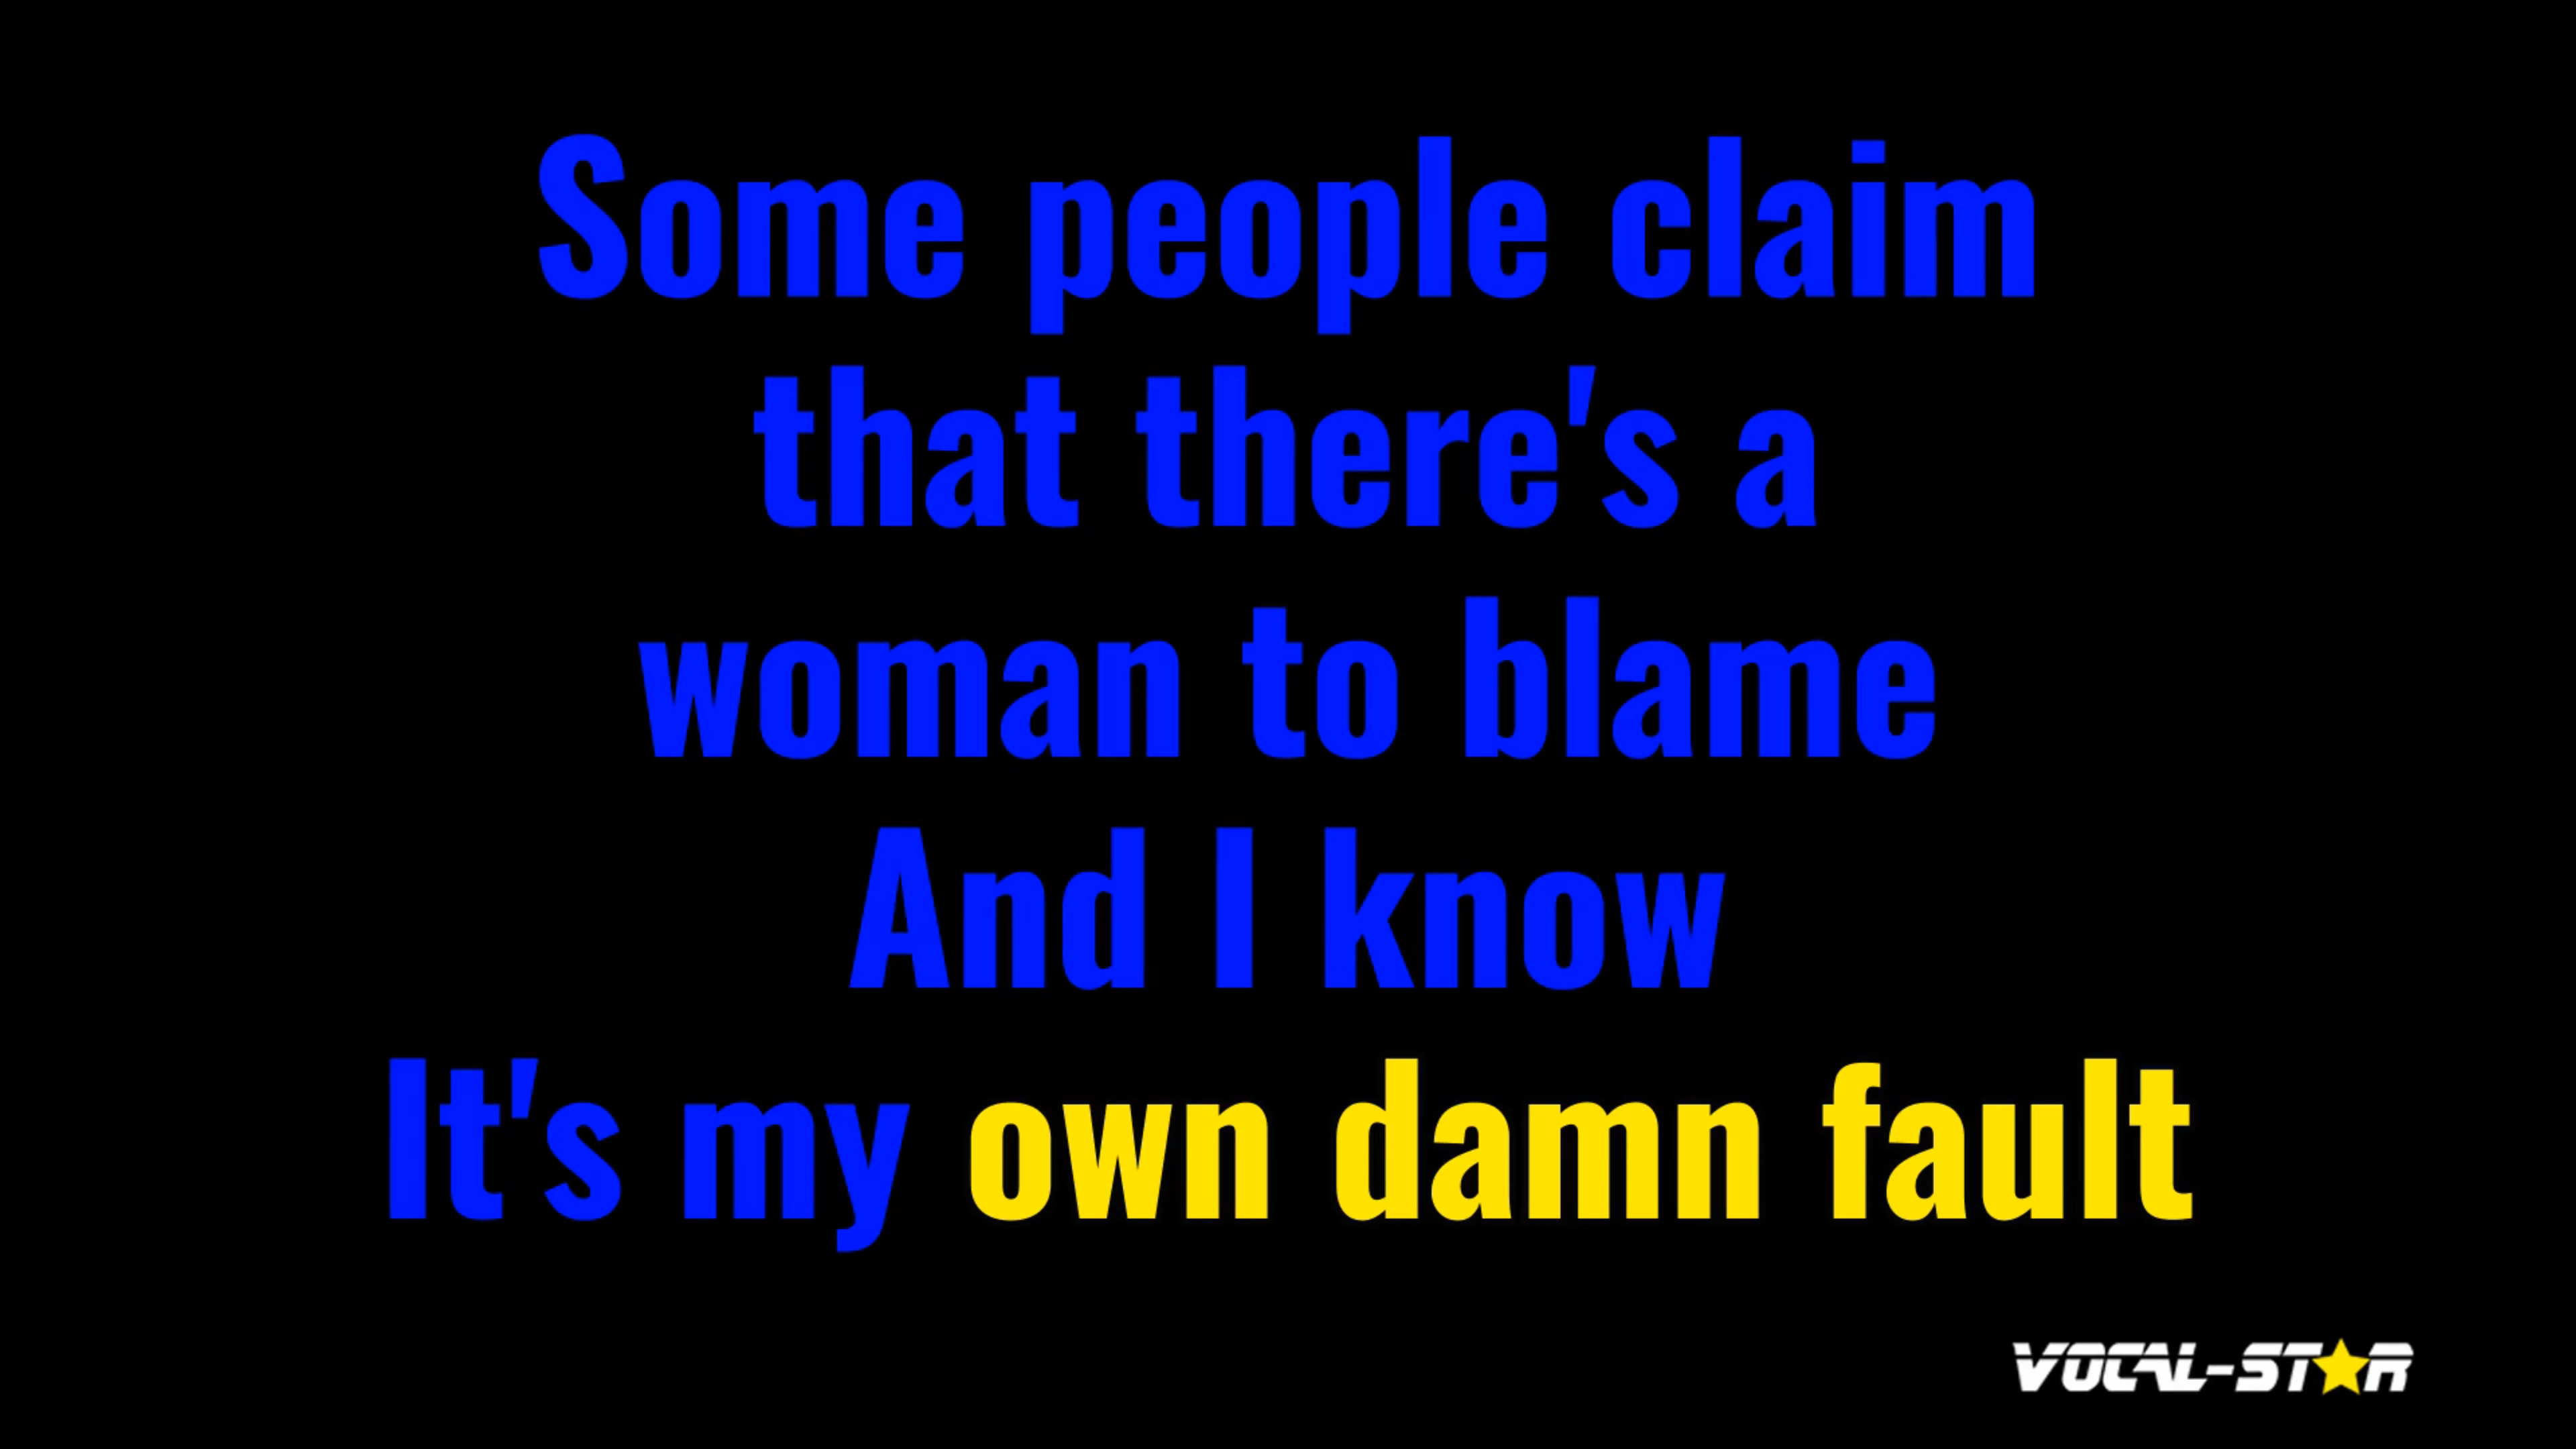 Some people claim
that there's a
woman to blame
And I know
It's my own damn fault
VOCAL-STAR